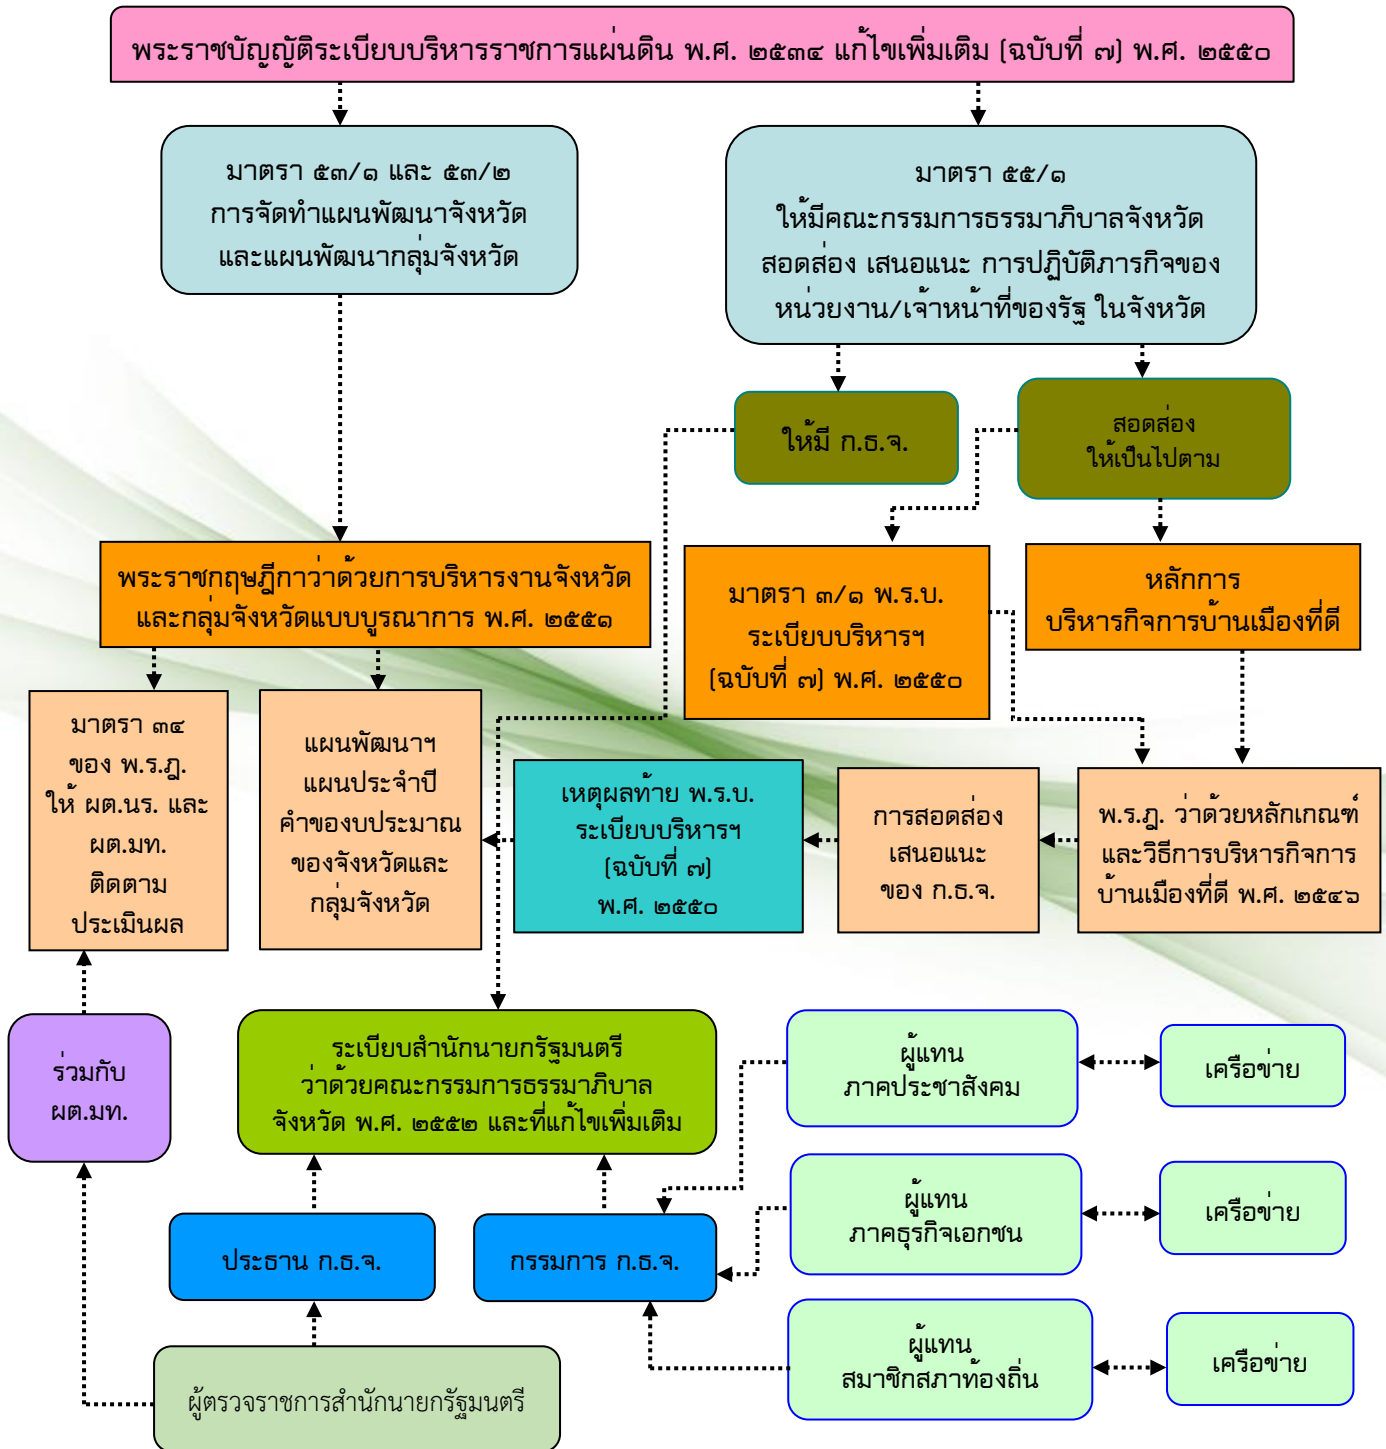 พระราชบัญญัติระเบียบบริหารราชการแผ่นดิน พ.ศ. ๒๕๓๔ แก้ไขเพิ่มเติม (ฉบับที่ ๗) พ.ศ. ๒๕๕๐
มาตรา ๕๓/๑ และ ๕๓/๒
การจัดทำแผนพัฒนาจังหวัด
และแผนพัฒนากลุ่มจังหวัด
มาตรา ๕๕/๑
ให้มีคณะกรรมการธรรมาภิบาลจังหวัด
สอดส่อง เสนอแนะ การปฏิบัติภารกิจของ
หน่วยงาน/เจ้าหน้าที่ของรัฐ ในจังหวัด
ให้มี ก.ธ.จ.
สอดส่อง
ให้เป็นไปตาม
พระราชกฤษฎีกาว่าด้วยการบริหารงานจังหวัด
และกลุ่มจังหวัดแบบบูรณาการ พ.ศ. ๒๕๕๑
มาตรา ๓/๑ พ.ร.บ.
ระเบียบบริหารฯ
(ฉบับที่ ๗) พ.ศ. ๒๕๕๐
หลักการ
บริหารกิจการบ้านเมืองที่ดี
มาตรา ๓๔
ของ พ.ร.ฎ.
ให้ ผต.นร. และ
ผต.มท.
ติดตาม
ประเมินผล
แผนพัฒนาฯ
แผนประจำปี
คำของบประมาณ
ของจังหวัดและ
กลุ่มจังหวัด
เหตุผลท้าย พ.ร.บ.
ระเบียบบริหารฯ
(ฉบับที่ ๗)
พ.ศ. ๒๕๕๐
การสอดส่อง
เสนอแนะ
ของ ก.ธ.จ.
พ.ร.ฎ. ว่าด้วยหลักเกณฑ์
และวิธีการบริหารกิจการ
บ้านเมืองที่ดี พ.ศ. ๒๕๔๖
ร่วมกับ
ผต.มท.
ระเบียบสำนักนายกรัฐมนตรี
ว่าด้วยคณะกรรมการธรรมาภิบาล
จังหวัด พ.ศ. ๒๕๕๒ และที่แก้ไขเพิ่มเติม
ผู้แทน
ภาคประชาสังคม
เครือข่าย
ประธาน ก.ธ.จ.
กรรมการ ก.ธ.จ.
ผู้แทน
ภาคธุรกิจเอกชน
เครือข่าย
ผู้แทน
สมาชิกสภาท้องถิ่น
เครือข่าย
ผู้ตรวจราชการสำนักนายกรัฐมนตรี